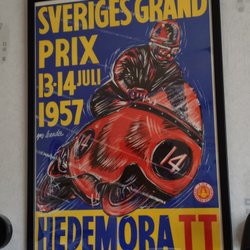 SVERIGES GRAND
PRIX
13-14 JULI
1957
14
HEDEMORA TT